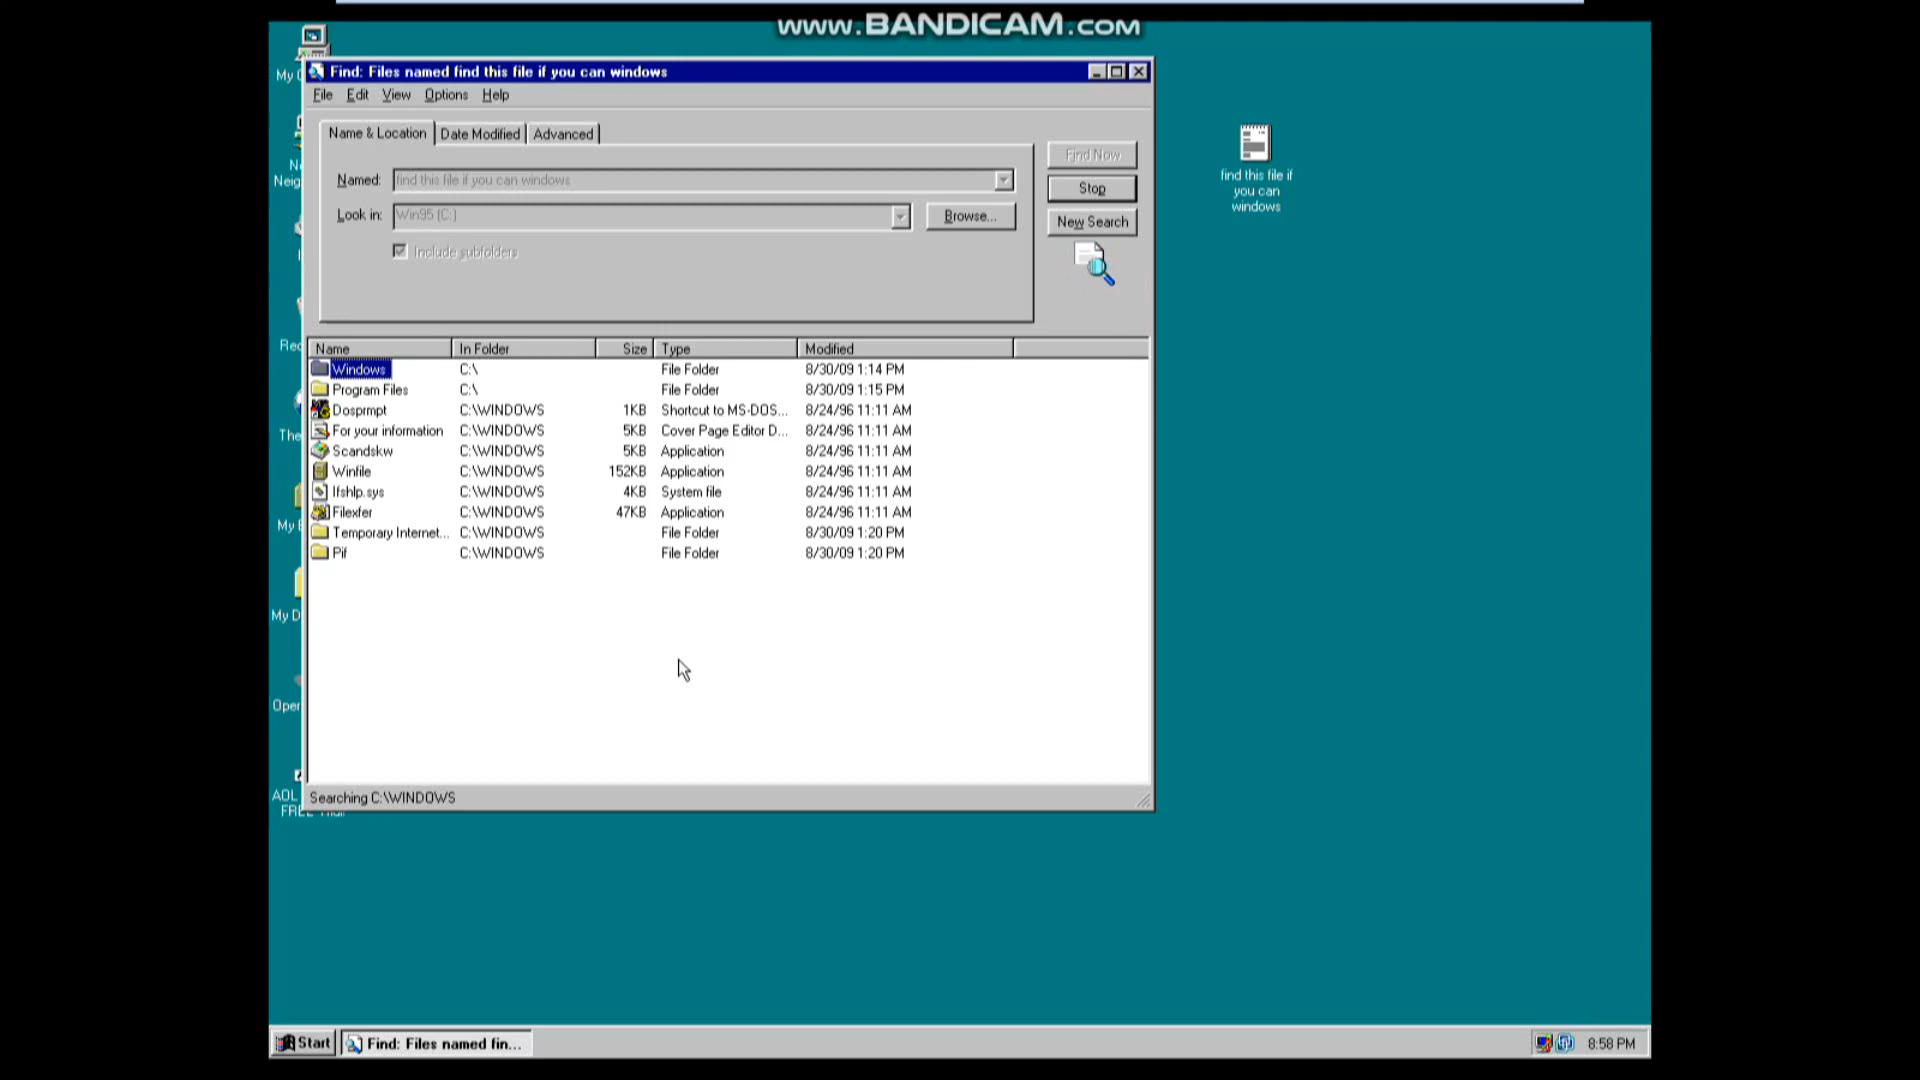 www.BANDICAM.com
My
Find: Files named find this file if you can windows
File Edit View Options Help
Name & Location Date Modified Advanced
Find Now
Named: find this file if you can windows
Stop
Look in: Win95 (C:) Browse...
New Search
Include subfolders
find this file if
you can
windows
Name In Folder Size Type Modified
Windows C:\ File Folder 8/30/09 1:14 PM
Program Files C:\ File Folder 8/30/09 1:15 PM
Dosprmpt C:\WINDOWS 1KB Shortcut to MS-DOS... 8/24/96 11:11 AM
For your information C:\WINDOWS 5KB Cover Page Editor D... 8/24/96 11:11 AM
Scandskw C:\WINDOWS 5KB Application 8/24/96 11:11 AM
Winfile C:\WINDOWS 152KB Application 8/24/96 11:11 AM
Ifshlp.sys C:\WINDOWS 4KB System file 8/24/96 11:11 AM
Filexfer C:\WINDOWS 47KB Application 8/24/96 11:11 AM
Temporary Internet... C:\WINDOWS File Folder 8/30/09 1:20 PM
Pif C:\WINDOWS File Folder 8/30/09 1:20 PM
Neig
Rec
The
My
My D
Oper
AOL
Searching C:\WINDOWS
Start Find: Files named fin... 8:58 PM